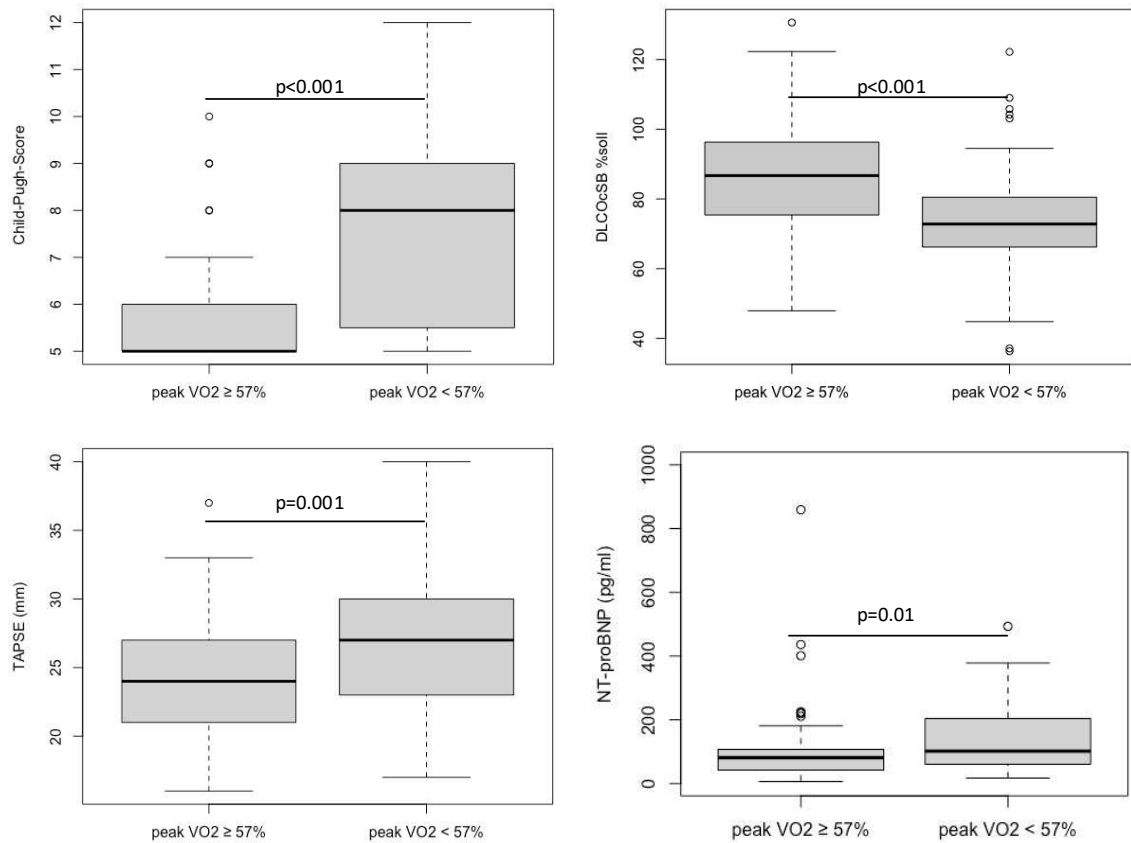 Child-Pugh-Score
12
11
10
9
8
7
6
5
p<0.001
peak VO2 ≥ 57%
peak VO2 < 57%
DLCOcSB %soll
120
100
80
60
40
p<0.001
peak VO2 ≥ 57%
peak VO2 < 57%
TAPSE (mm)
40
35
30
25
20
p=0.001
peak VO2 ≥ 57%
peak VO2 < 57%
NT-proBNP (pg/ml)
1000
800
600
400
200
0
p=0.01
peak VO2 ≥ 57%
peak VO2 < 57%